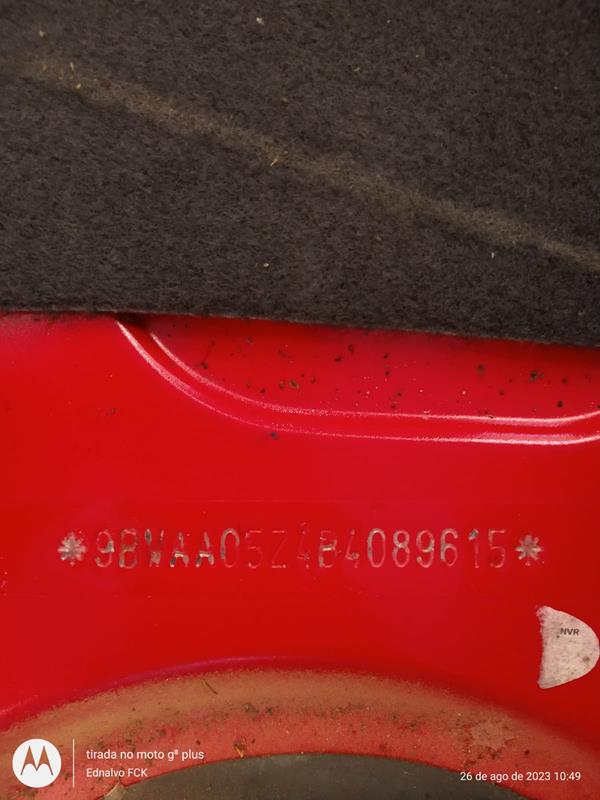 *9BWAA05Z4B4089615*
NVR
tirada no moto g⁸ plus
Ednalvo FCK
26 de ago de 2023 10:49